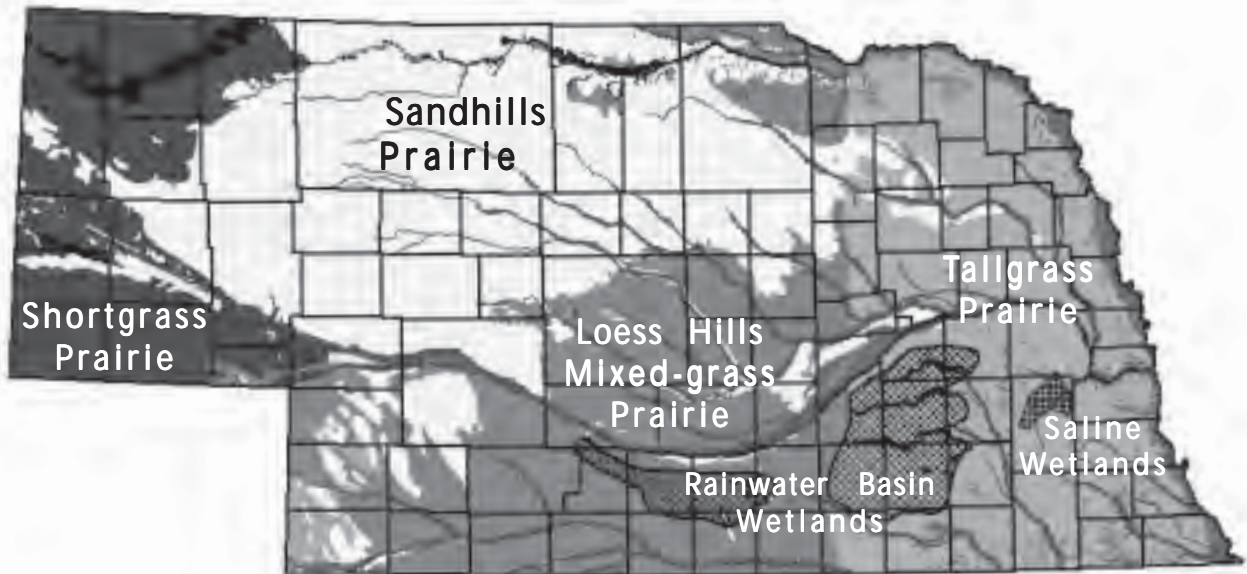 Sandhills
Prairie
Shortgrass
Prairie
Loess Hills
Mixed-grass
Prairie
Tallgrass
Prairie
Saline
Wetlands
Rainwater Basin
Wetlands